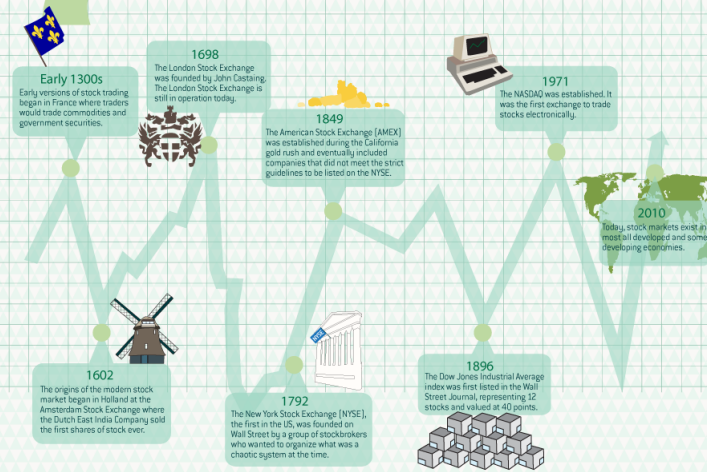 Early 1300s
Early versions of stock trading
began in France where traders
would trade commodities and
government securities.
1602
The origins of the modern stock
market began in Holland at the
Amsterdam Stock Exchange where
the Dutch East India Company sold
the first shares of stock ever.
1698
The London Stock Exchange
was founded by John Castaing.
The London Stock Exchange is
still in operation today.
NYSE
1792
The New York Stock Exchange [NYSE],
the first in the US, was founded on
Wall Street by a group of stockbrokers
who wanted to organize what was a
chaotic system at the time.
1849
The American Stock Exchange [AMEX]
was established during the California
gold rush and eventually included
companies that did not meet the strict
guidelines to be listed on the NYSE.
1896
The Dow Jones Industrial Average
index was first listed in the Wall
Street Journal, representing 12
stocks and valued at 40 points.
1971
The NASDAQ was established. It
was the first exchange to trade
stocks electronically.
2010
Today, stock markets exist in
most all developed and some
developing economies.